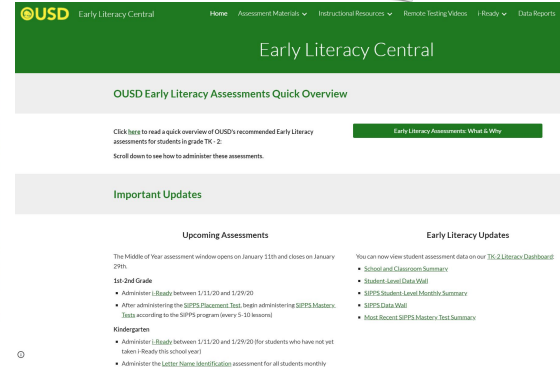 OUSD Early Literacy Central Home Assessment Materials Instructional Resources Remote Testing Videos i-Ready Data Reports
Early Literacy Central
OUSD Early Literacy Assessments Quick Overview
Click here to read a quick overview of OUSD's recommended Early Literacy
assessments for students in grade TK - 2:
Scroll down to see how to administer these assessments.
Early Literacy Assessments: What & Why
Important Updates
Upcoming Assessments
The Middle of Year assessment window opens on January 11th and closes on January
29th.
1st-2nd Grade
Administer i-Ready between 1/11/20 and 1/29/20
After administering the SIPPS Placement Test, begin administering SIPPS Mastery
Tests according to the SIPPS program (every 5-10 lessons)
Kindergarten
Administer i-Ready between 1/11/20 and 1/29/20 (for students who have not yet
taken i-Ready this school year)
Administer the Letter Name Identification assessment for all students monthly
Early Literacy Updates
You can now view student assessment data on our TK-2 Literacy Dashboard:
School and Classroom Summary
Student-Level Data Wall
SIPPS Student-Level Monthly Summary
SIPPS Data Wall
Most Recent SIPPS Mastery Test Summary